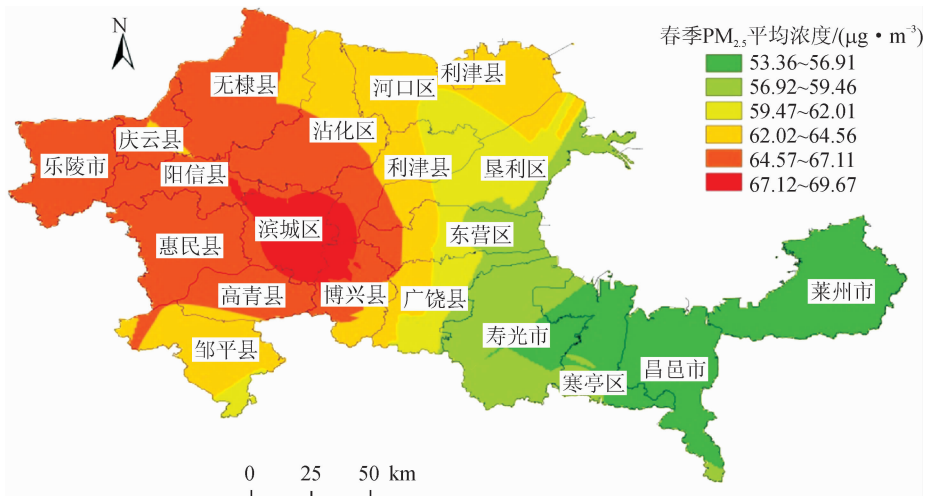 N
春季PM2.5平均浓度/(μg·m⁻³)
53.36~56.91
56.92~59.46
59.47~62.01
62.02~64.56
64.57~67.11
67.12~69.67
无棣县
河口区
利津县
庆云县
沾化区
乐陵市
阳信县
利津县
垦利区
惠民县
滨城区
东营区
高青县
博兴县
广饶县
莱州市
寿光市
邹平县
寒亭区
昌邑市
0 25 50 km